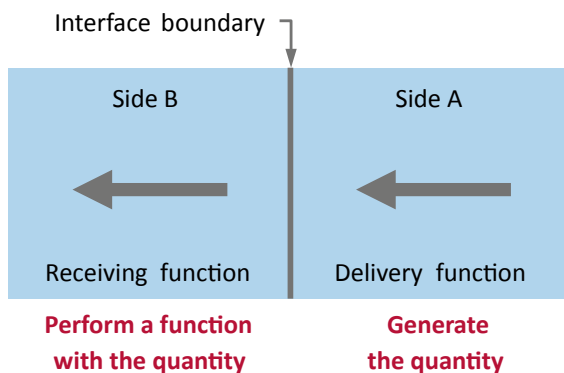 Interface boundary
Side B
Side A
Receiving function
Delivery function
Perform a function
with the quantity
Generate
the quantity